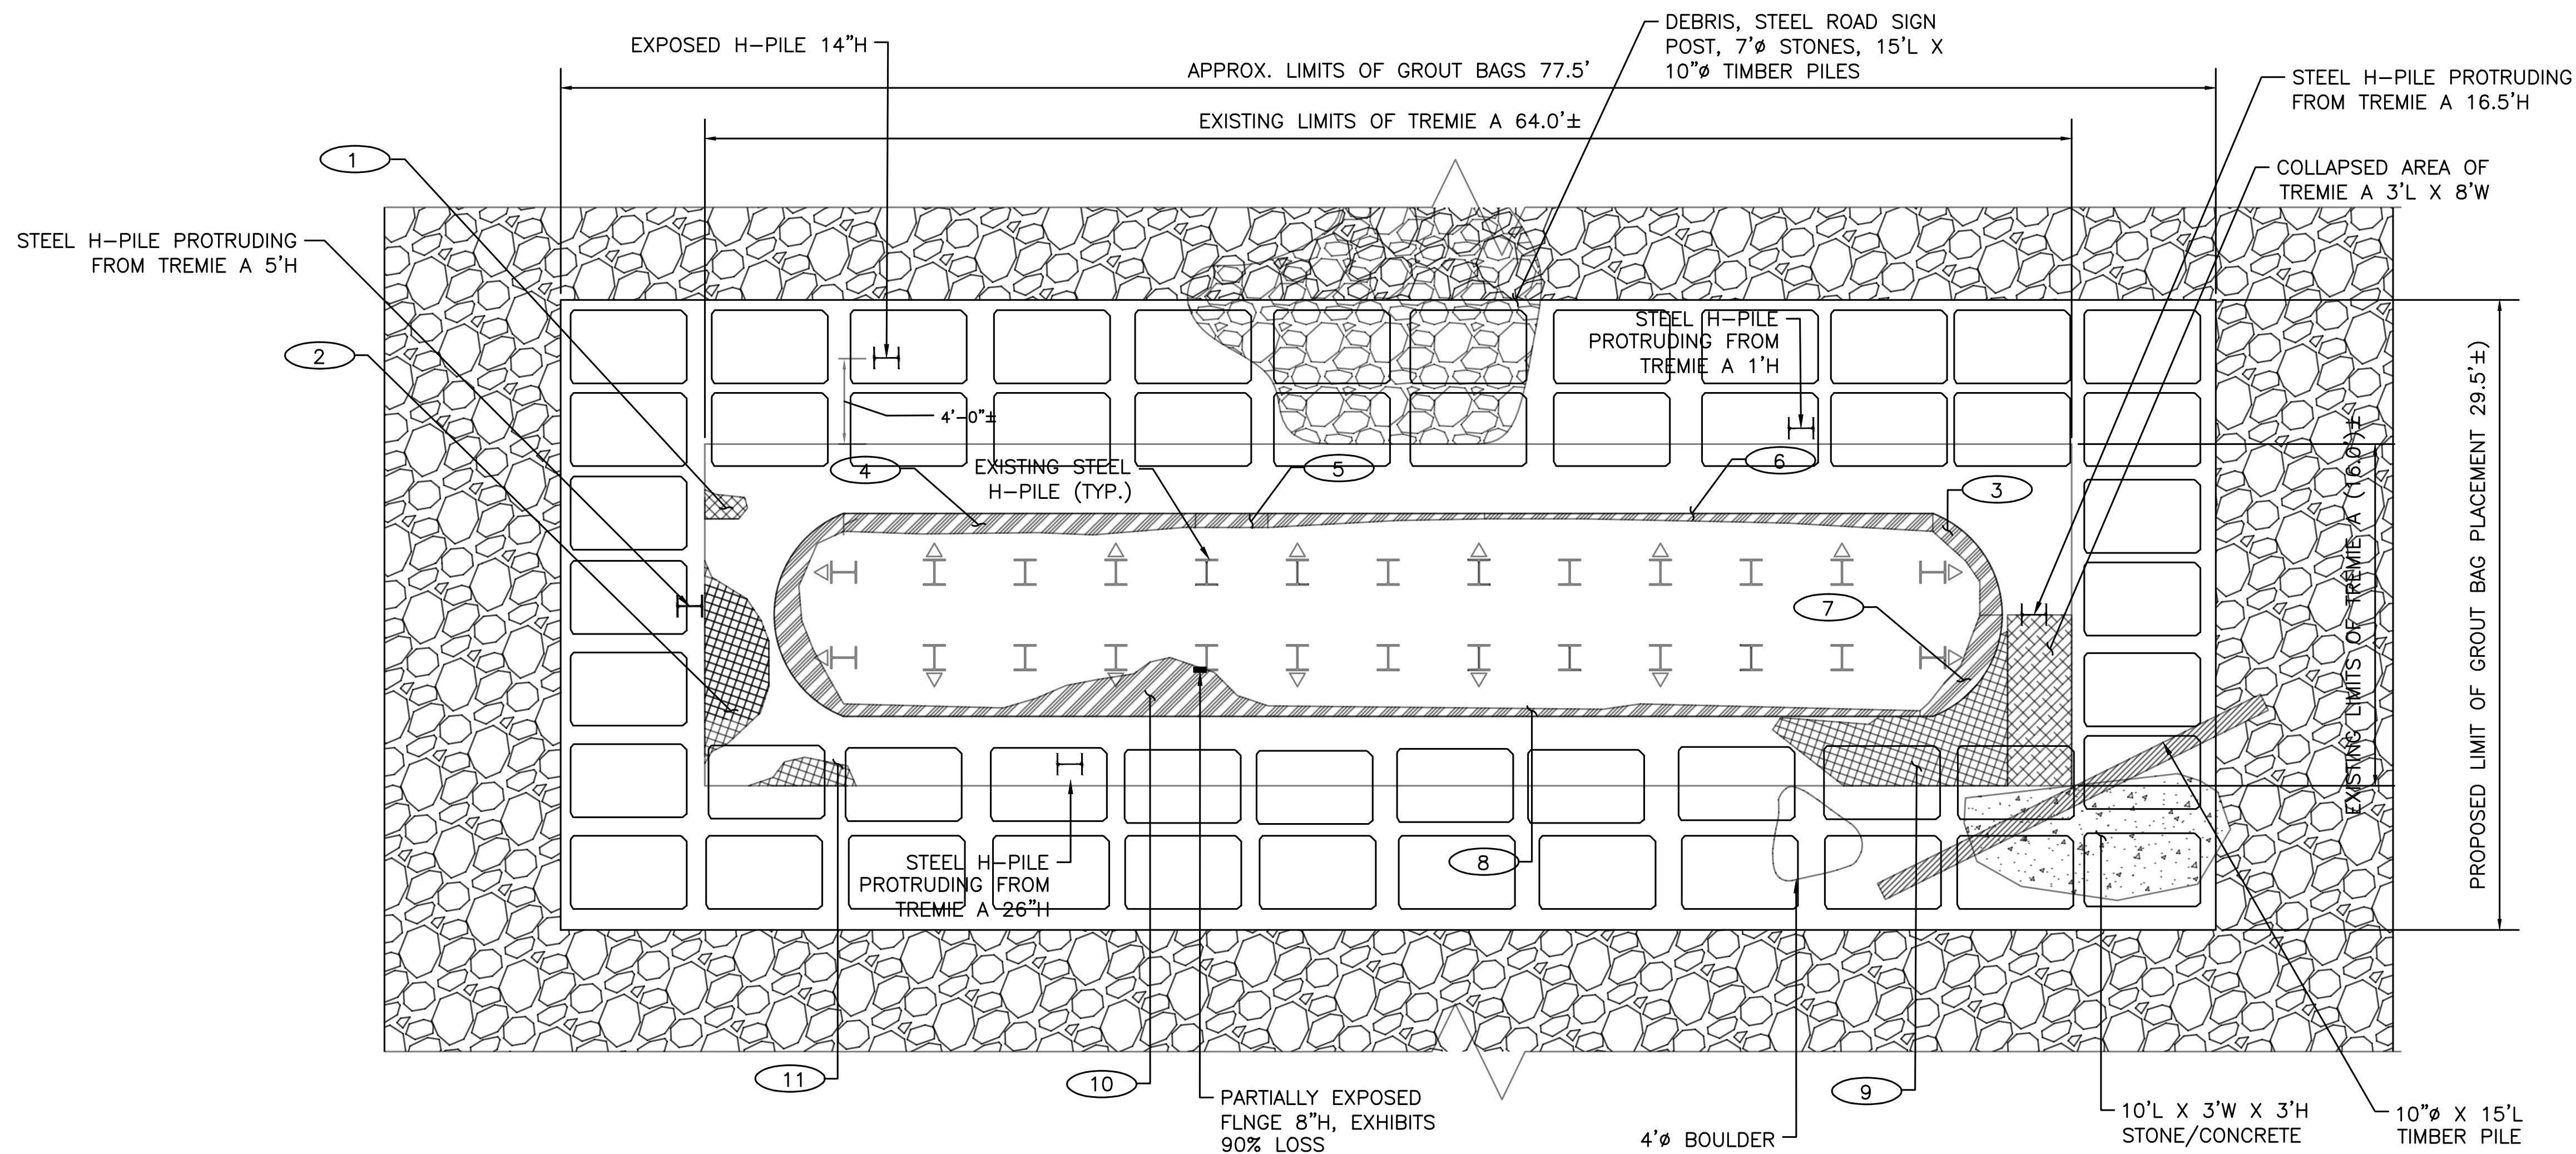 DEBRIS, STEEL ROAD SIGN
POST, 7'ø STONES, 15'L X
10"ø TIMBER PILES
EXPOSED H-PILE 14"H
APPROX. LIMITS OF GROUT BAGS 77.5'
STEEL H-PILE PROTRUDING
FROM TREMIE A 16.5'H
EXISTING LIMITS OF TREMIE A 64.0'±
1
COLLAPSED AREA OF
TREMIE A 3'L X 8'W
STEEL H-PILE PROTRUDING
FROM TREMIE A 5'H
2
STEEL H-PILE
PROTRUDING FROM
TREMIE A 1'H
4'-0"±
4
EXISTING STEEL
H-PILE (TYP.)
5
6
3
7
EXISTING LIMITS OF TREMIE A (16.0')±
PROPOSED LIMIT OF GROUT BAG PLACEMENT 29.5'±)
STEEL H-PILE
PROTRUDING FROM
TREMIE A 26"H
8
11
10
9
PARTIALLY EXPOSED
FLNGE 8"H, EXHIBITS
90% LOSS
4'ø BOULDER
10'L X 3'W X 3'H
STONE/CONCRETE
10"ø X 15'L
TIMBER PILE